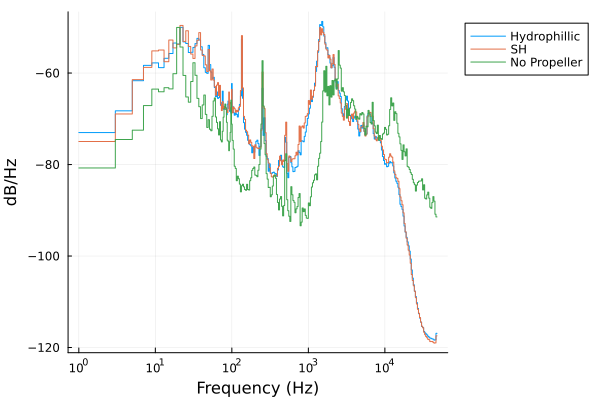 Hydrophillic
SH
No Propeller
dB/Hz
−60
−80
−100
−120
10⁰
10¹
10²
10³
10⁴
Frequency (Hz)